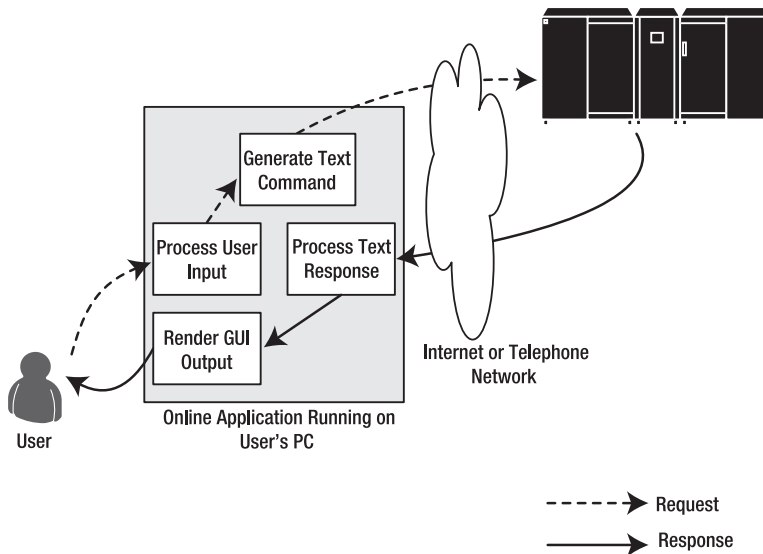 Generate Text
Command
Process User
Input
Process Text
Response
Render GUI
Output
Internet or Telephone
Network
User
Online Application Running on
User's PC
Request
Response